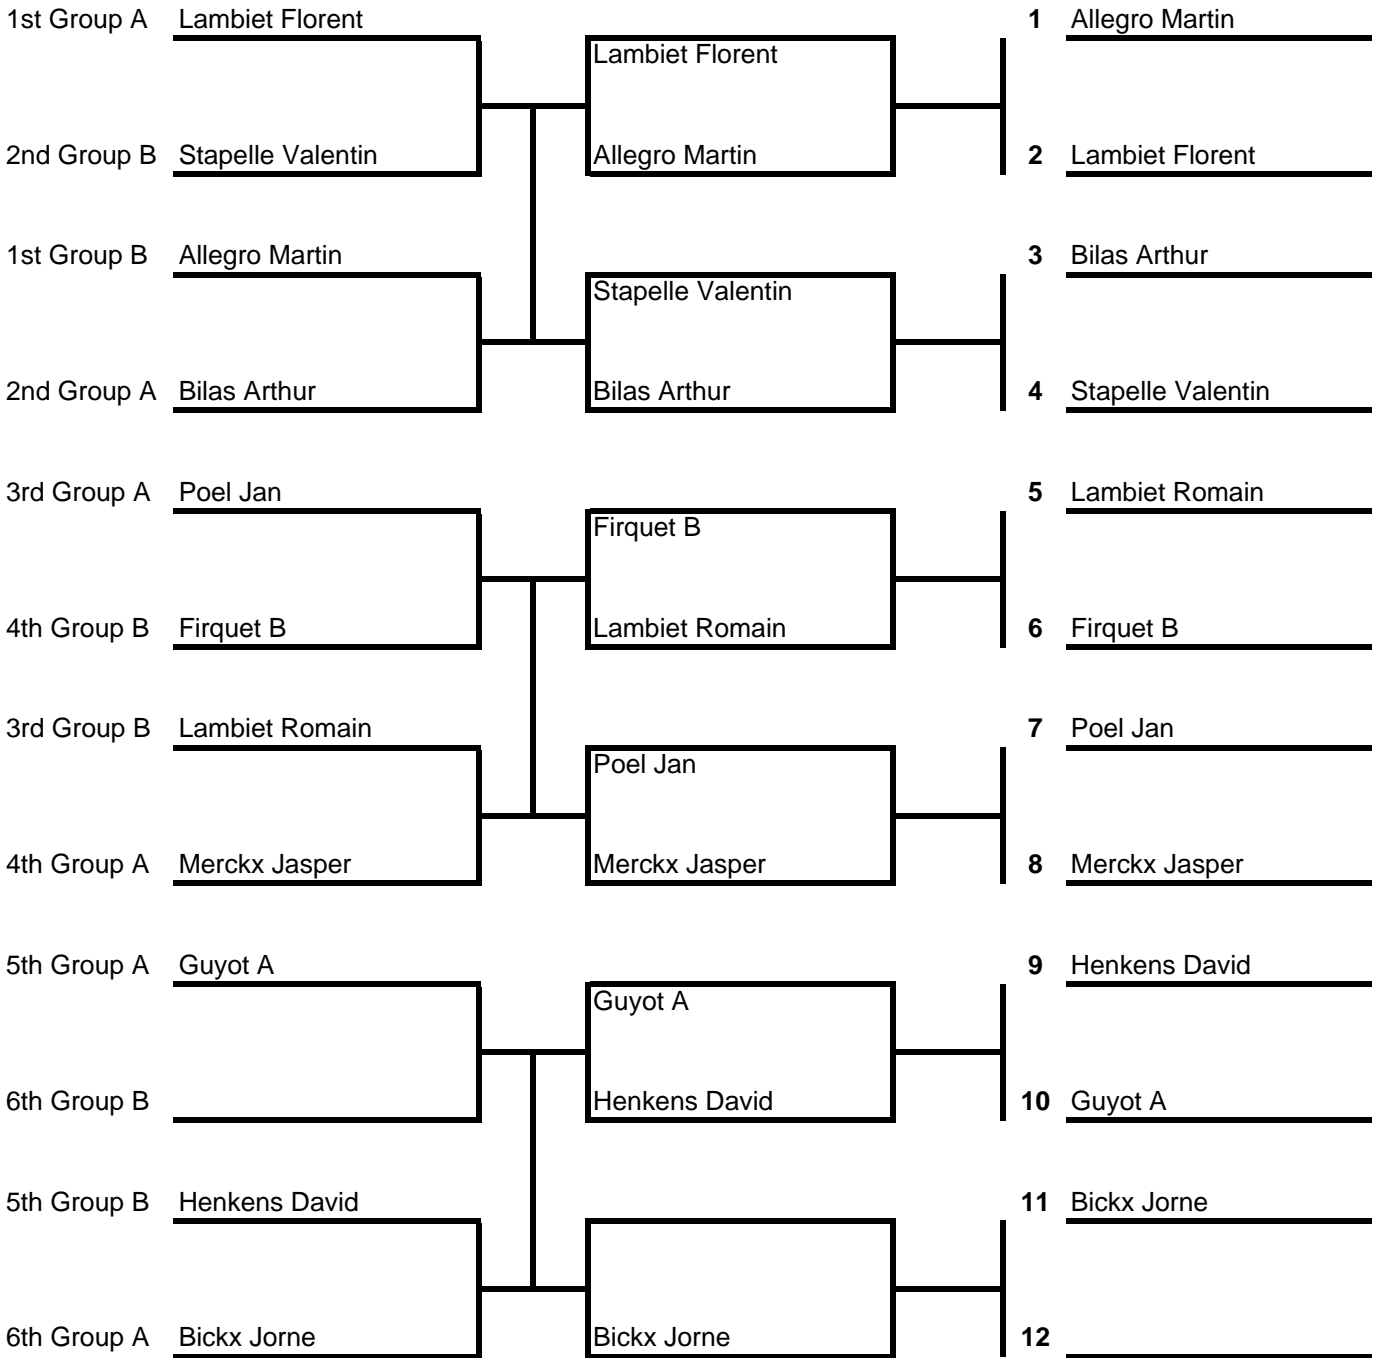 1st Group A Lambiet Florent 1 Allegro Martin
Lambiet Florent
2nd Group B Stapelle Valentin Allegro Martin 2 Lambiet Florent
1st Group B Allegro Martin 3 Bilas Arthur
Stapelle Valentin
2nd Group A Bilas Arthur Bilas Arthur 4 Stapelle Valentin
3rd Group A Poel Jan 5 Lambiet Romain
Firquet B
4th Group B Firquet B Lambiet Romain 6 Firquet B
3rd Group B Lambiet Romain 7 Poel Jan
Poel Jan
4th Group A Merckx Jasper Merckx Jasper 8 Merckx Jasper
5th Group A Guyot A 9 Henkens David
Guyot A
6th Group B Henkens David 10 Guyot A
5th Group B Henkens David 11 Bickx Jorne
6th Group A Bickx Jorne Bickx Jorne 12